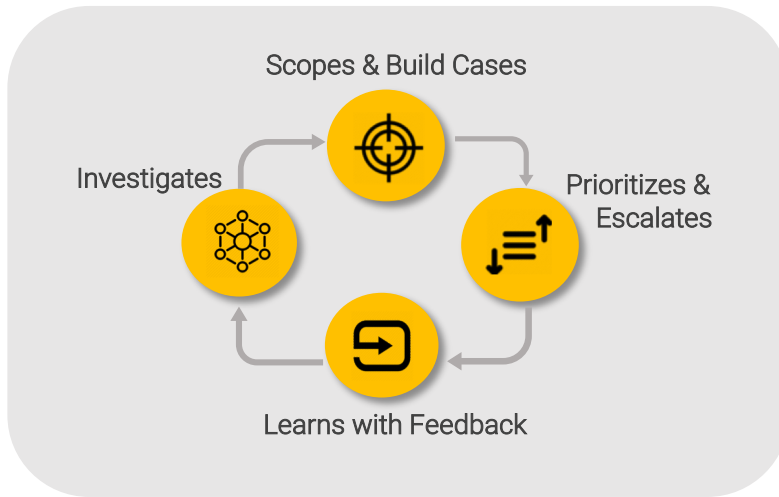 Scopes & Build Cases
Investigates
Prioritizes &
Escalates
Learns with Feedback